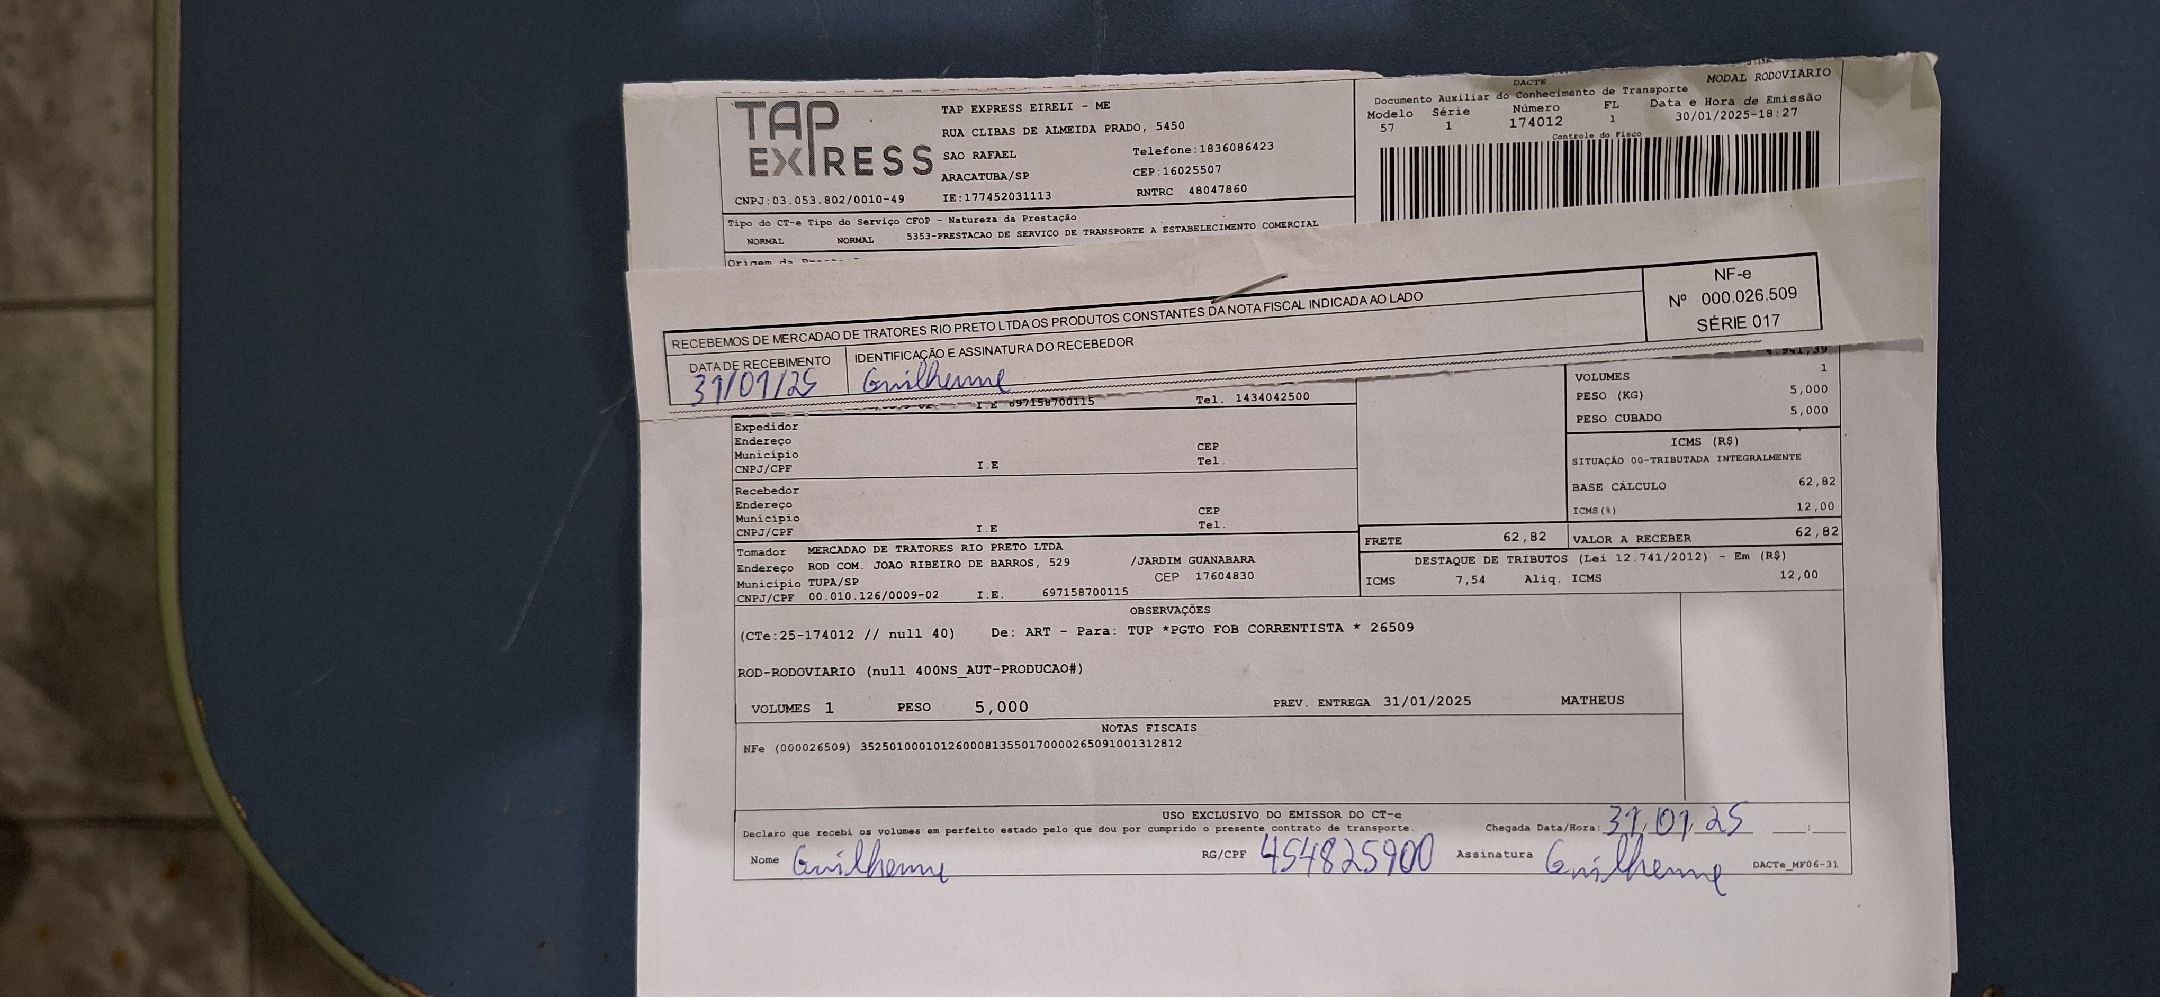 TAP EXPRESS
TAP EXPRESS EIRELI - ME
RUA CLIBAS DE ALMEIDA PRADO, 5450
SAO RAFAEL Telefone:1836086423
ARACATUBA/SP CEP:16025507
CNPJ:03.053.802/0010-49 IE:177452031113 RNTRC 48047860
DACTE MODAL RODOVIÁRIO
Documento Auxiliar do Conhecimento de Transporte
Modelo Série Número FL Data e Hora de Emissão
57 1 174012 1 30/01/2025-18:27
Controle do Fisco
Tipo do CT-e Tipo do Serviço CFOP - Natureza da Prestação
NORMAL NORMAL 5353-PRESTACAO DE SERVICO DE TRANSPORTE A ESTABELECIMENTO COMERCIAL
Origem da
RECEBEMOS DE MERCADAO DE TRATORES RIO PRETO LTDA OS PRODUTOS CONSTANTES DA NOTA FISCAL INDICADA AO LADO
NF-e
Nº 000.026.509
SÉRIE 017
DATA DE RECEBIMENTO IDENTIFICAÇÃO E ASSINATURA DO RECEBEDOR
31/01/25 Guilherme
I.E 697158700115 Tel. 1434042500
VOLUMES 1
PESO (KG) 5,000
PESO CUBADO 5,000
Expedidor
Endereço
Município CEP
CNPJ/CPF I.E Tel.
ICMS (R$)
SITUAÇÃO 00-TRIBUTADA INTEGRALMENTE
BASE CÁLCULO 62,82
ICMS(%) 12,00
Recebedor
Endereço
Município CEP
CNPJ/CPF I.E Tel.
FRETE 62,82 VALOR A RECEBER 62,82
Tomador MERCADAO DE TRATORES RIO PRETO LTDA
Endereço ROD COM. JOAO RIBEIRO DE BARROS, 529 /JARDIM GUANABARA
Município TUPA/SP CEP 17604830
CNPJ/CPF 00.010.126/0009-02 I.E. 697158700115
DESTAQUE DE TRIBUTOS (Lei 12.741/2012) - Em (R$)
ICMS 7,54 Aliq. ICMS 12,00
OBSERVAÇÕES
(CTe:25-174012 // null 40) De: ART - Para: TUP *PGTO FOB CORRENTISTA * 26509
ROD-RODOVIARIO (null 400NS_AUT-PRODUCAO#)
VOLUMES 1 PESO 5,000 PREV. ENTREGA 31/01/2025 MATHEUS
NOTAS FISCAIS
NFe (000026509) 35250100010126000813550170000265091001312812
USO EXCLUSIVO DO EMISSOR DO CT-e
Declaro que recebi os volumes em perfeito estado pelo que dou por cumprido o presente contrato de transporte. Chegada Data/Hora: 31/01/25
Nome Guilherme RG/CPF 454825900 Assinatura Guilherme DACTe_MF06-31